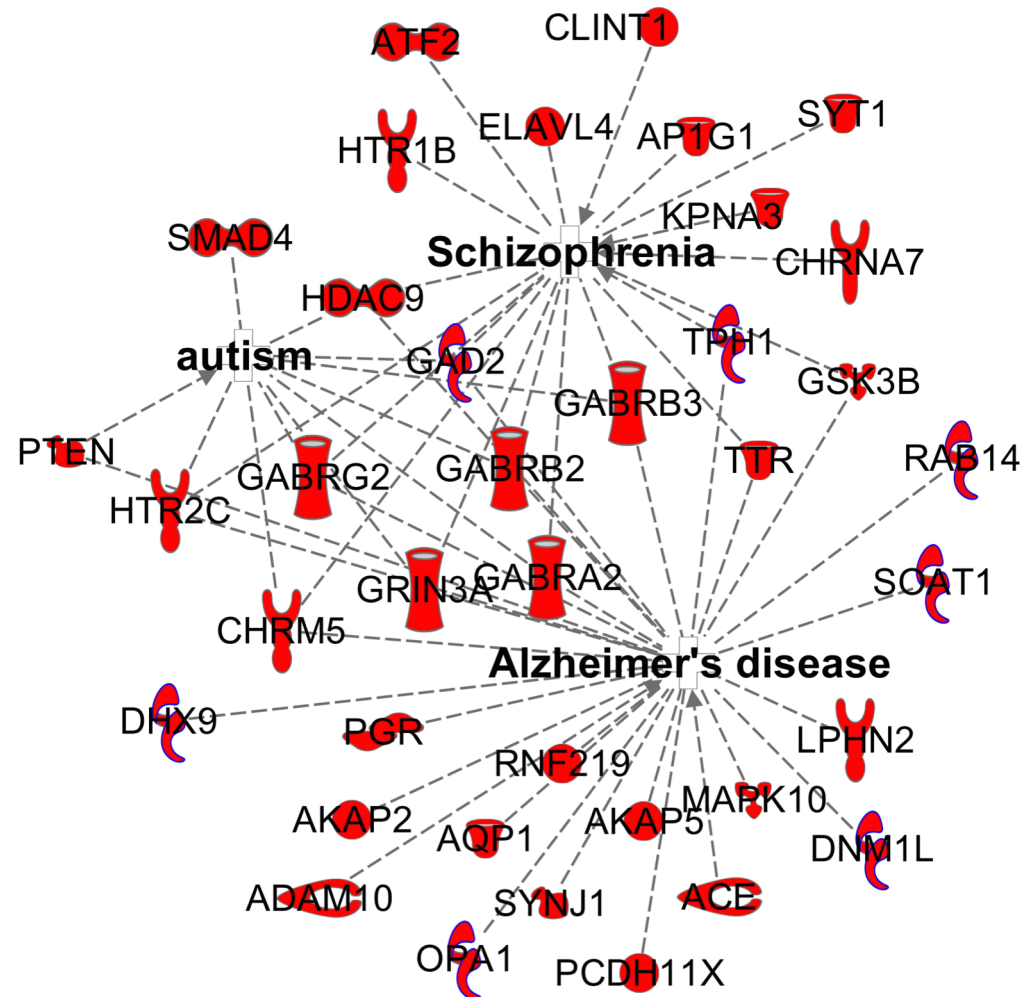 ATF2
CLINT1
HTR1B
ELAVL4
AP1G1
SYT1
KPNA3
SMAD4
Schizophrenia
CHRNA7
HDAC9
autism
GAD2
TPH1
GSK3B
GABRB3
PTEN
GABRG2
GABRB2
TTR
RAB14
HTR2C
GRIN3A
GABRA2
SOAT1
CHRM5
Alzheimer's disease
DHX9
PGR
RNF219
LPHN2
AKAP2
AQP1
AKAP5
MAPK10
DNM1L
ADAM10
SYNJ1
ACE
OPA1
PCDH11X